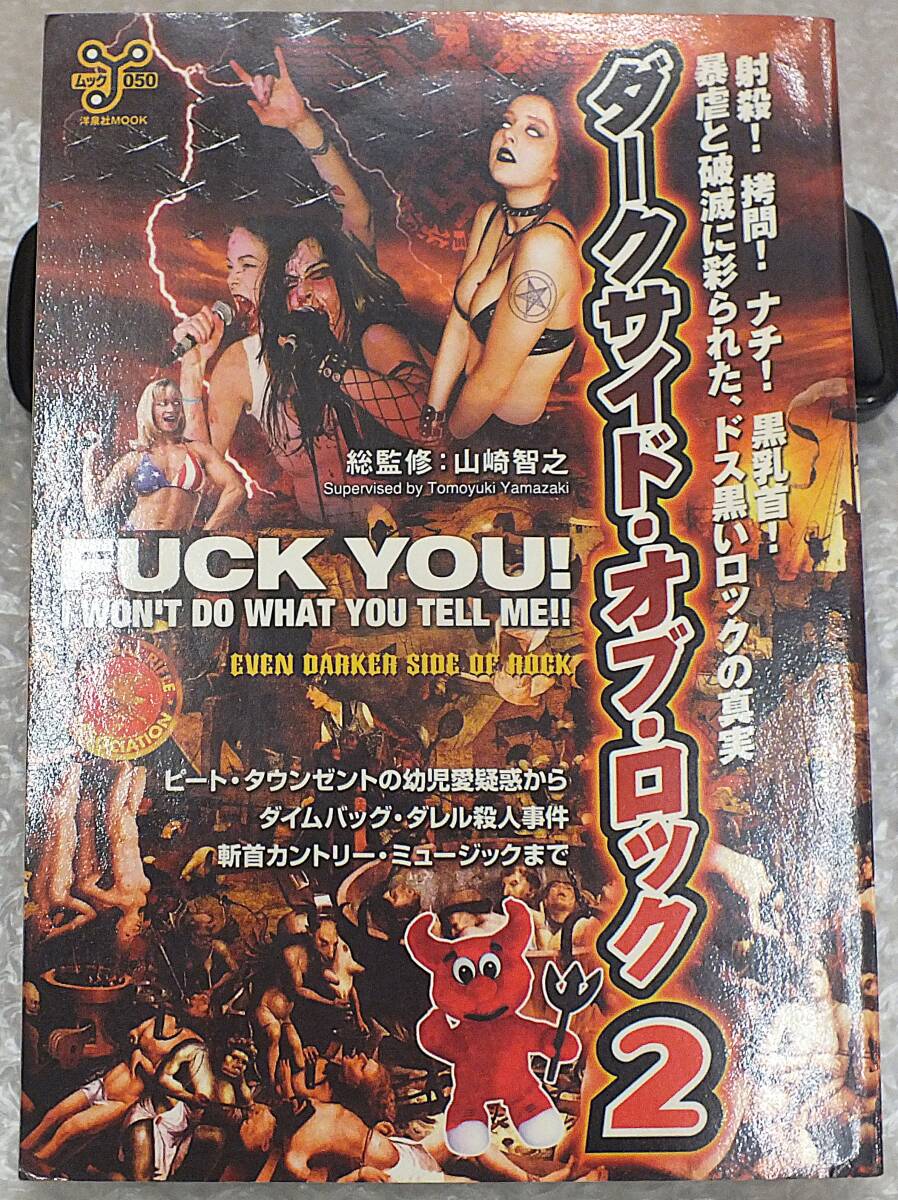 ムック
050
洋泉社MOOK
射殺！ 拷問！ ナチ！ 黒乳首！
暴虐と破滅に彩られた、ドス黒いロックの真実
ダークサイド・オブ・ロック2
総監修：山崎智之
Supervised by Tomoyuki Yamazaki
FUCK YOU!
I WON'T DO WHAT YOU TELL ME!!
EVEN DARKER SIDE OF ROCK
ピート・タウンゼントの幼児愛疑惑から
ダイムバッグ・ダレル殺人事件
斬首カントリー・ミュージックまで